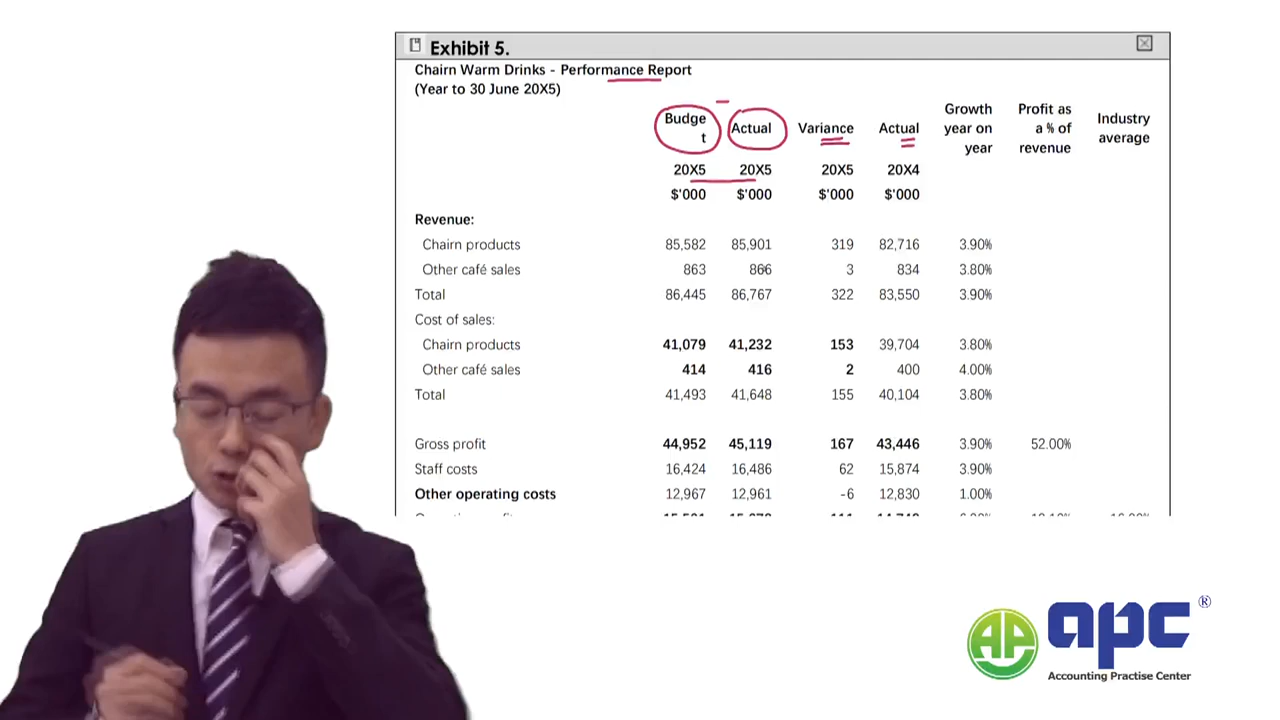 Exhibit 5.
Chairn Warm Drinks - Performance Report
(Year to 30 June 20X5)
Budge
t Actual Variance Actual Growth year on year Profit as a % of revenue Industry average
20X5 20X5 20X5 20X4
$'000 $'000 $'000 $'000
Revenue:
Chairn products 85,582 85,901 319 82,716 3.90%
Other café sales 863 866 3 834 3.80%
Total 86,445 86,767 322 83,550 3.90%
Cost of sales:
Chairn products 41,079 41,232 153 39,704 3.80%
Other café sales 414 416 2 400 4.00%
Total 41,493 41,648 155 40,104 3.80%
Gross profit 44,952 45,119 167 43,446 3.90% 52.00%
Staff costs 16,424 16,486 62 15,874 3.90%
Other operating costs 12,967 12,961 -6 12,830 1.00%
AP
apc®
Accounting Practise Center